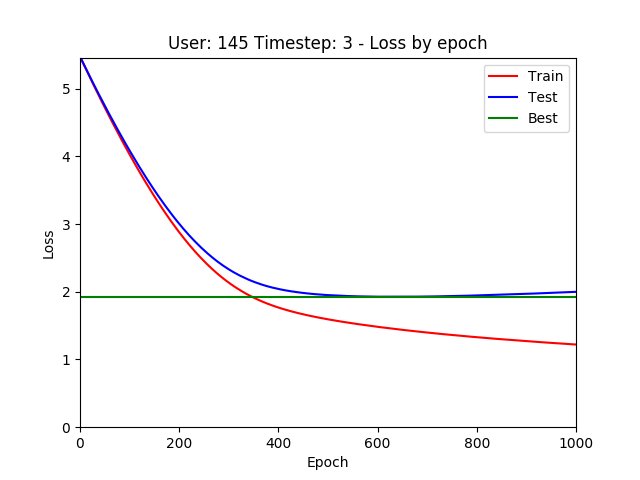 User: 145 Timestep: 3 - Loss by epoch
Train
Test
Best
5
4
3
2
1
0
Loss
0 200 400 600 800 1000
Epoch